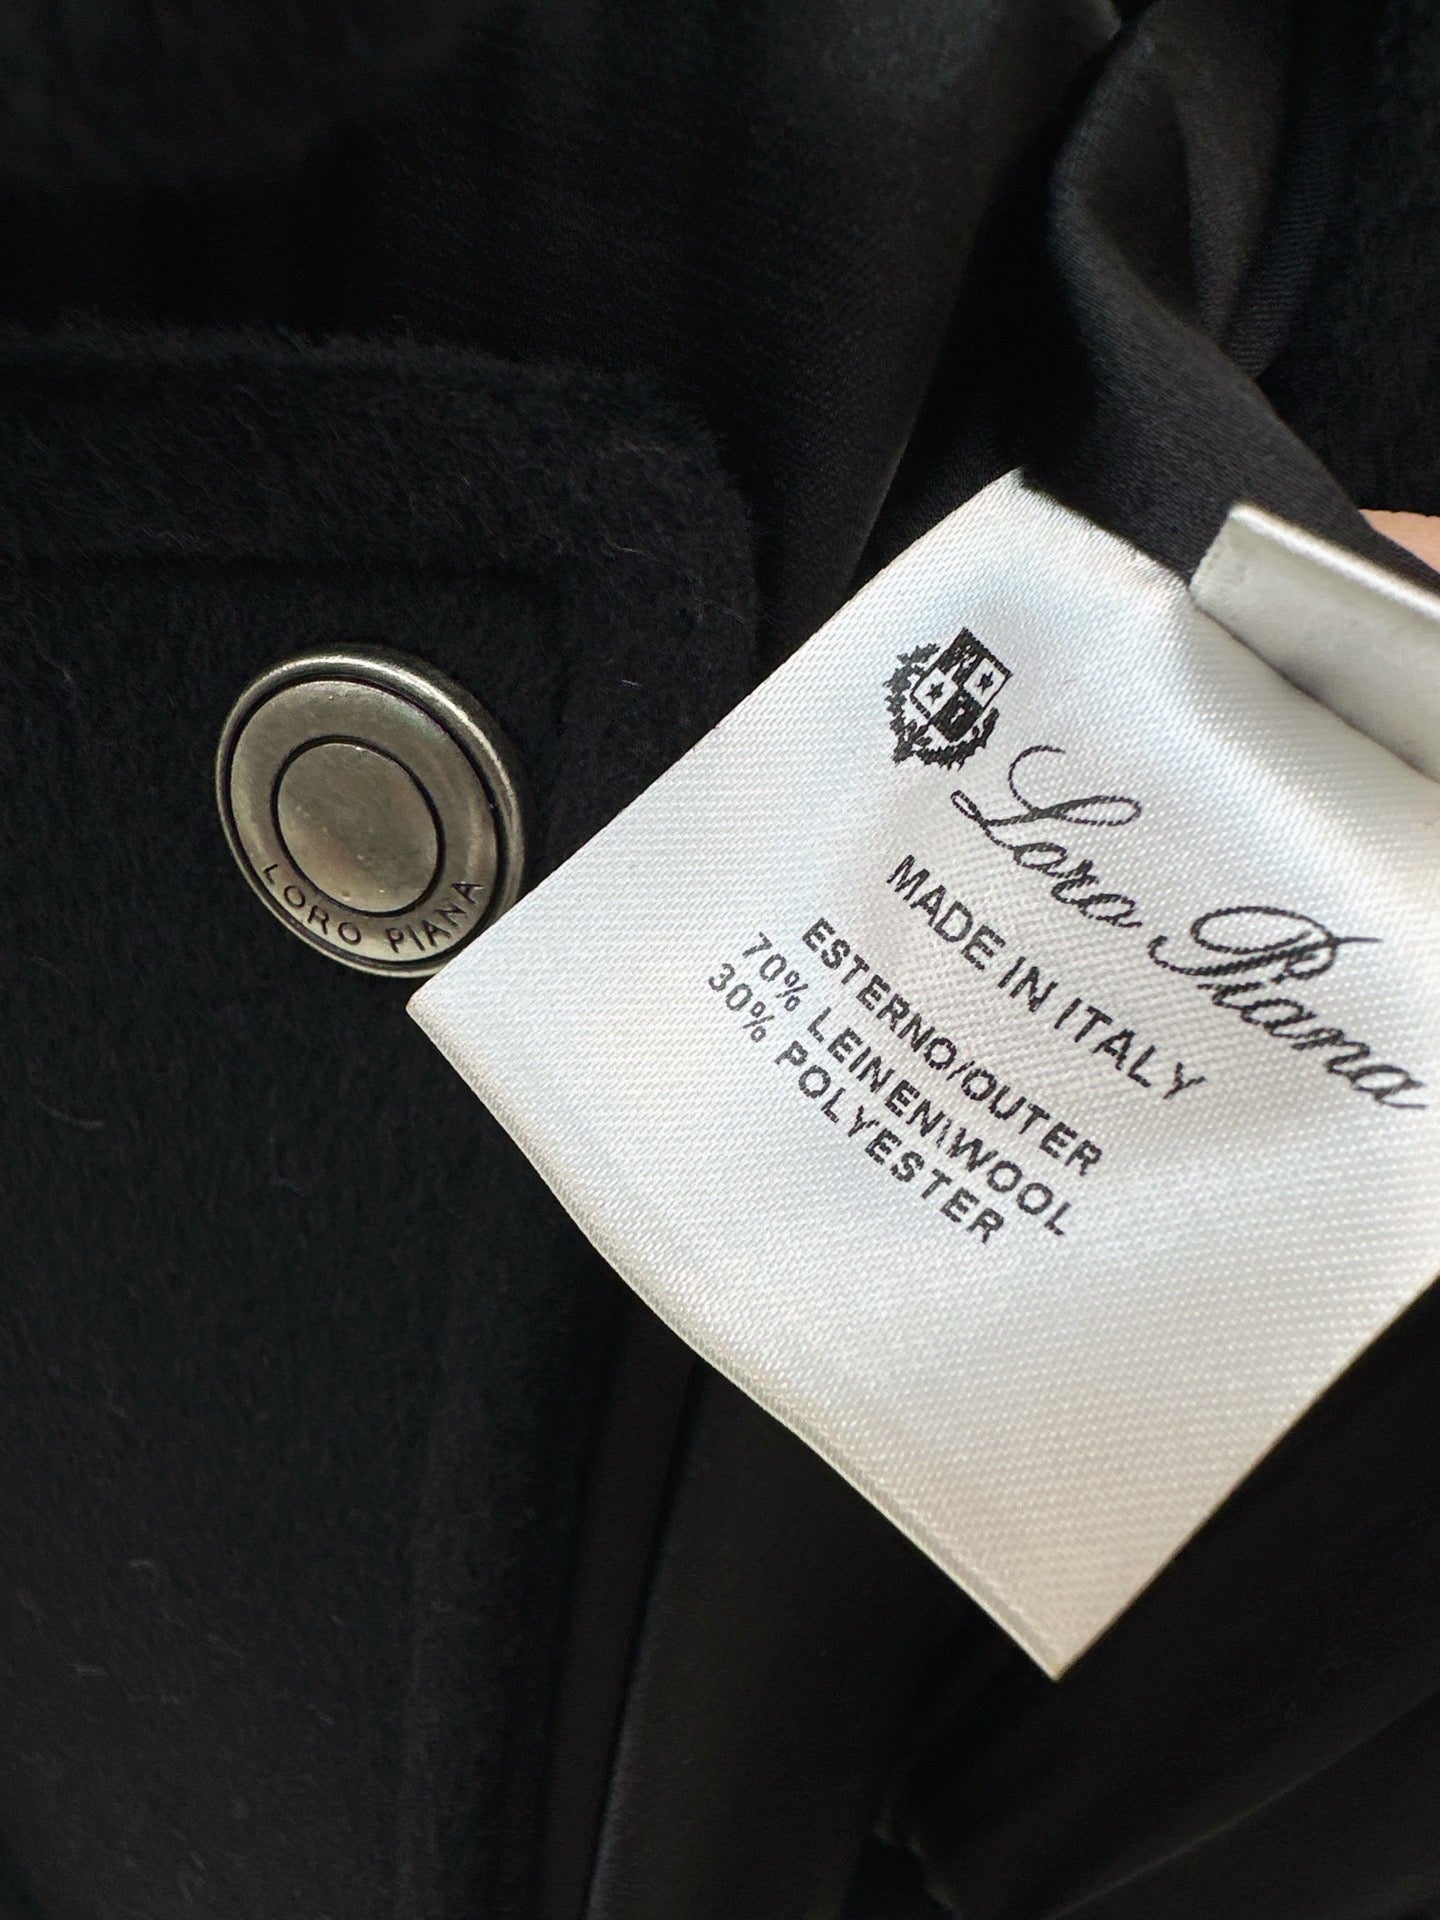 LORO PIANA
Loro Piana
MADE IN ITALY
ESTERNO/OUTER
70% LEINEN\WOOL
30% POLYESTER